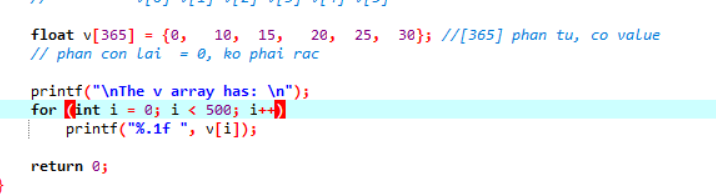 float v[365] = {0,   10,  15,   20,  25,  30}; //[365] phan tu, co value
// phan con lai  = 0, ko phai rac
printf("\nThe v array has: \n");
for (int i = 0; i < 500; i++)
    printf("%.1f ", v[i]);
return 0;
}